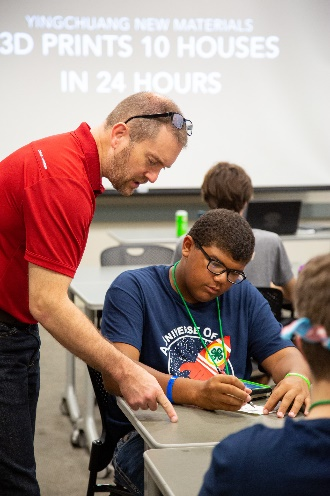 YINGCHUANG NEW MATERIALS
3D PRINTS 10 HOUSES
IN 24 HOURS